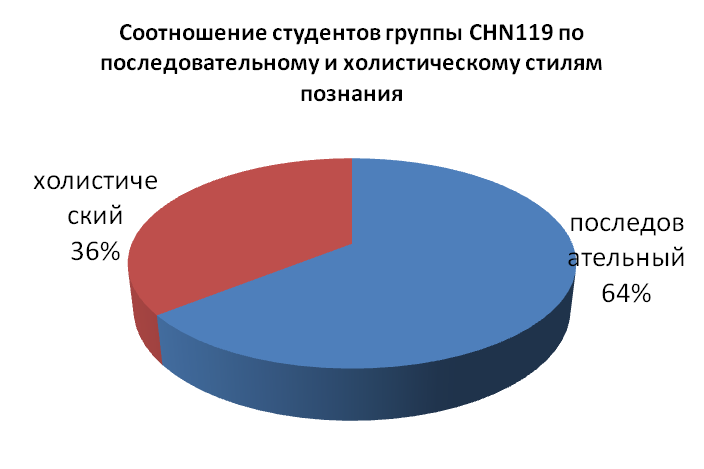 Соотношение студентов группы CHN119 по
последовательному и холистическому стилям
познания
холистиче
ский
36%
последов
ательный
64%